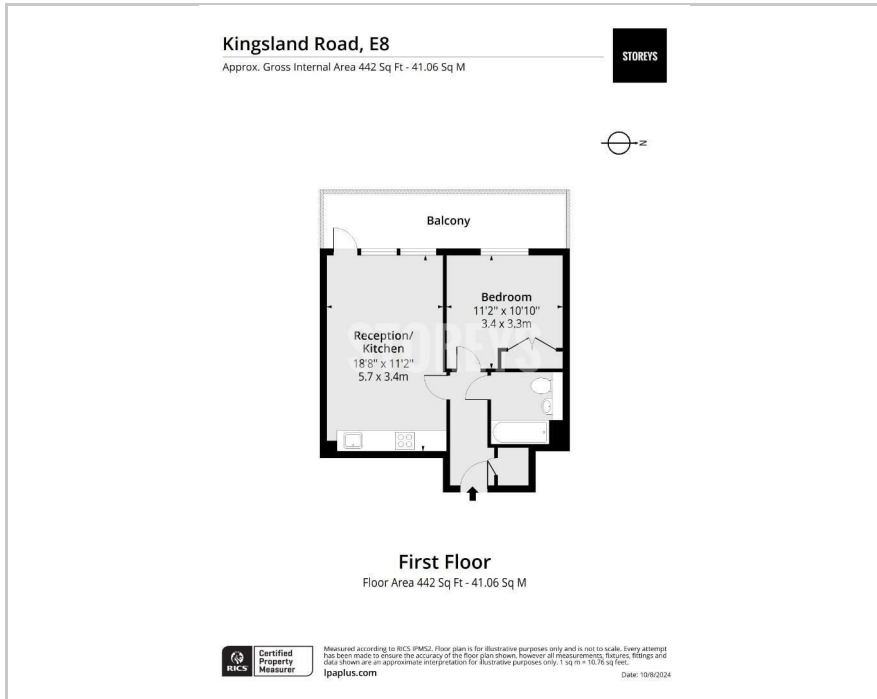 Kingsland Road, E8
Approx. Gross Internal Area 442 Sq Ft - 41.06 Sq M
STOREYS
N
Balcony
Bedroom
11'2" x 10'10"
3.4 x 3.3m
STOREYS
Reception/
Kitchen
18'8" x 11'2"
5.7 x 3.4m
First Floor
Floor Area 442 Sq Ft - 41.06 Sq M
RICS
Certified
Property
Measurer
Measured according to RICS IPMS2. Floor plan is for illustrative purposes only and is not to scale. Every attempt
has been made to ensure the accuracy of the floor plan shown, however all measurements, fixtures, fittings and
data shown are an approximate interpretation for illustrative purposes only. 1 sq m = 10.76 sq feet.
lpaplus.com
Date: 10/8/2024